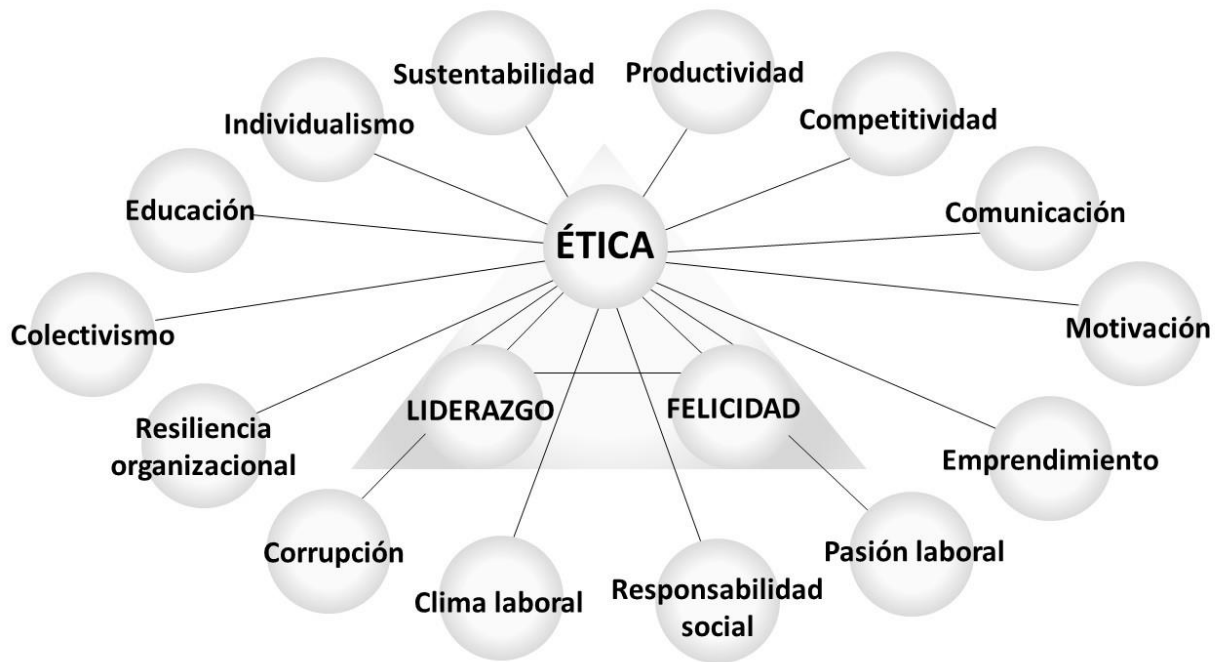 Sustentabilidad
Productividad
Individualismo
Competitividad
Educación
Comunicación
ÉTICA
Colectivismo
Motivación
LIDERAZGO
FELICIDAD
Resiliencia
organizacional
Emprendimiento
Corrupción
Pasión laboral
Clima laboral
Responsabilidad
social